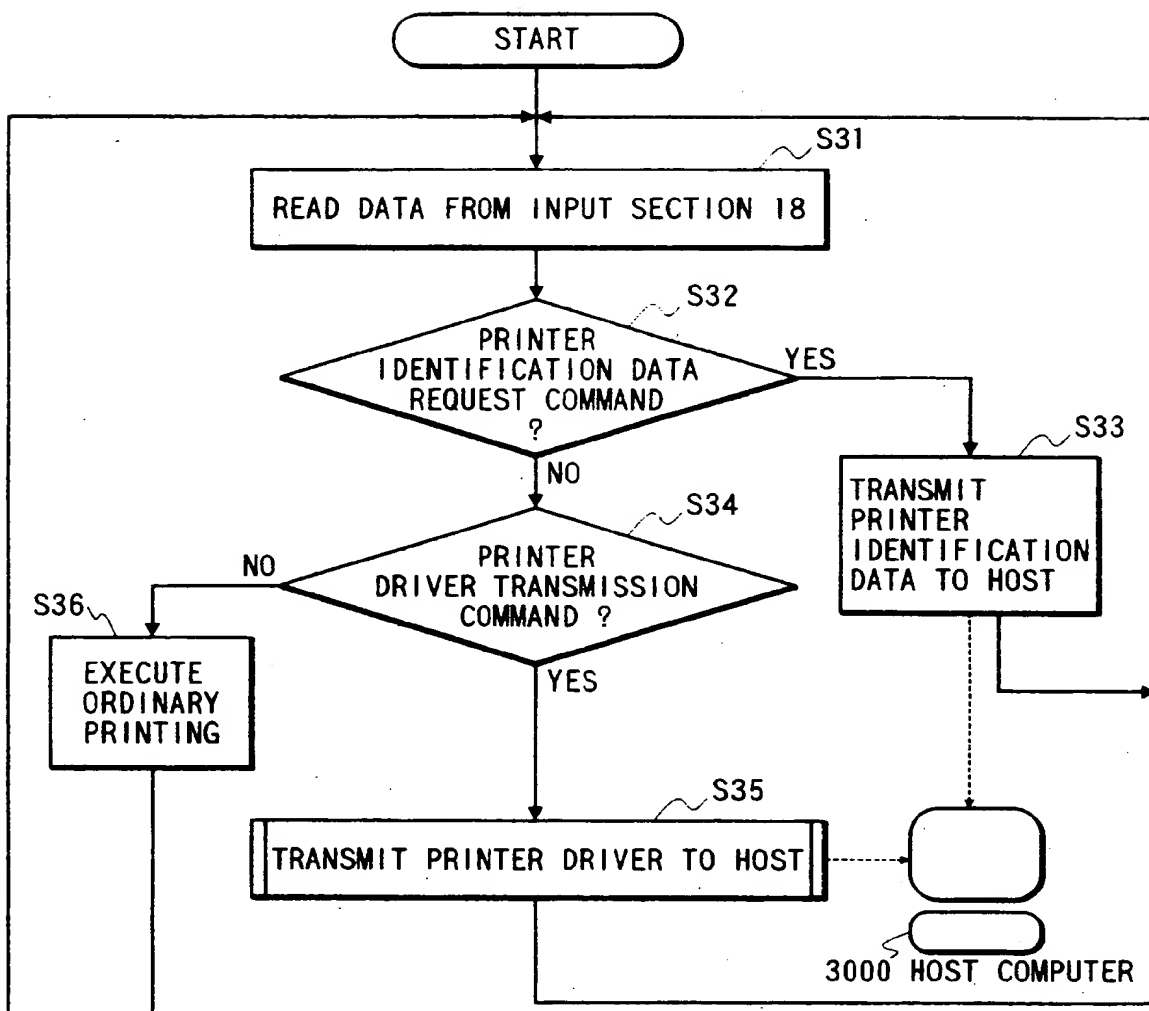 START
S31
READ DATA FROM INPUT SECTION 18
S32
PRINTER
IDENTIFICATION DATA
REQUEST COMMAND
?
YES
NO
S33
TRANSMIT
PRINTER
IDENTIFICATION
DATA TO HOST
S34
PRINTER
DRIVER TRANSMISSION
COMMAND ?
NO
YES
S36
EXECUTE
ORDINARY
PRINTING
S35
TRANSMIT PRINTER DRIVER TO HOST
3000 HOST COMPUTER